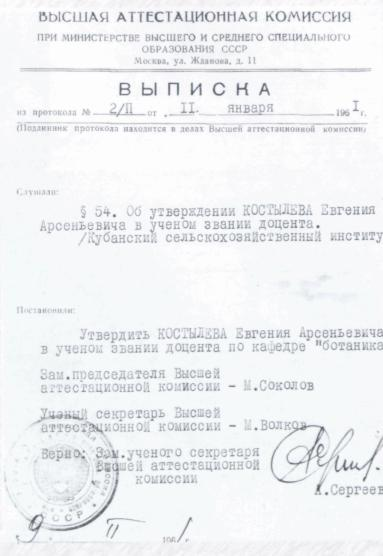 ВЫСШАЯ АТТЕСТАЦИОННАЯ КОМИССИЯ
ПРИ МИНИСТЕРСТВЕ ВЫСШЕГО И СРЕДНЕГО СПЕЦИАЛЬНОГО
ОБРАЗОВАНИЯ СССР
Москва, ул. Жданова, д. 11
ВЫПИСКА
из протокола № 2/П от „ II. января 196 I г.
(Подлинник протокола находится в делах Высшей аттестационной комиссии)
Слушали:
§ 54. Об утверждении КОСТЫЛЕВА Евгения
Арсеньевича в ученом звании доцента.
/Кубанский сельскохозяйственный институ
Постановили:
Утвердить КОСТЫЛЕВА Евгения Арсеньевича
в ученом звании доцента по кафедре "ботаника
Зам.председателя Высшей
аттестационной комиссии - М.Соколов
Ученый секретарь Высшей
аттестационной комиссии - М.Волков
Верно: Зам.ученого секретаря
Высшей аттестационной
комиссии
Сергеев
СССР
9. II 1961.